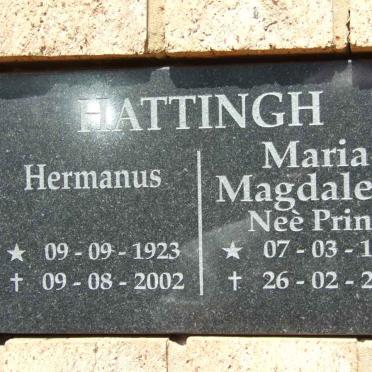 HATTINGH
Hermanus
★ 09 - 09 - 1923
✝ 09 - 08 - 2002
Maria
Magdale
Neè Prin
★ 07 - 03 - 1
✝ 26 - 02 - 2